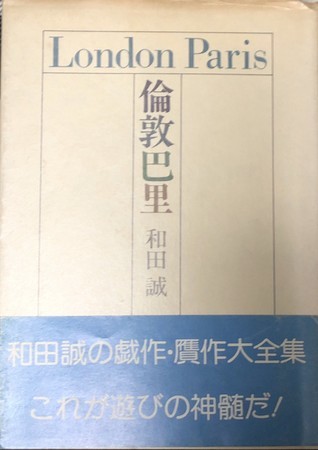 London Paris
倫敦巴里
和田誠
和田誠の戯作・贋作大全集
これが遊びの神髄だ!